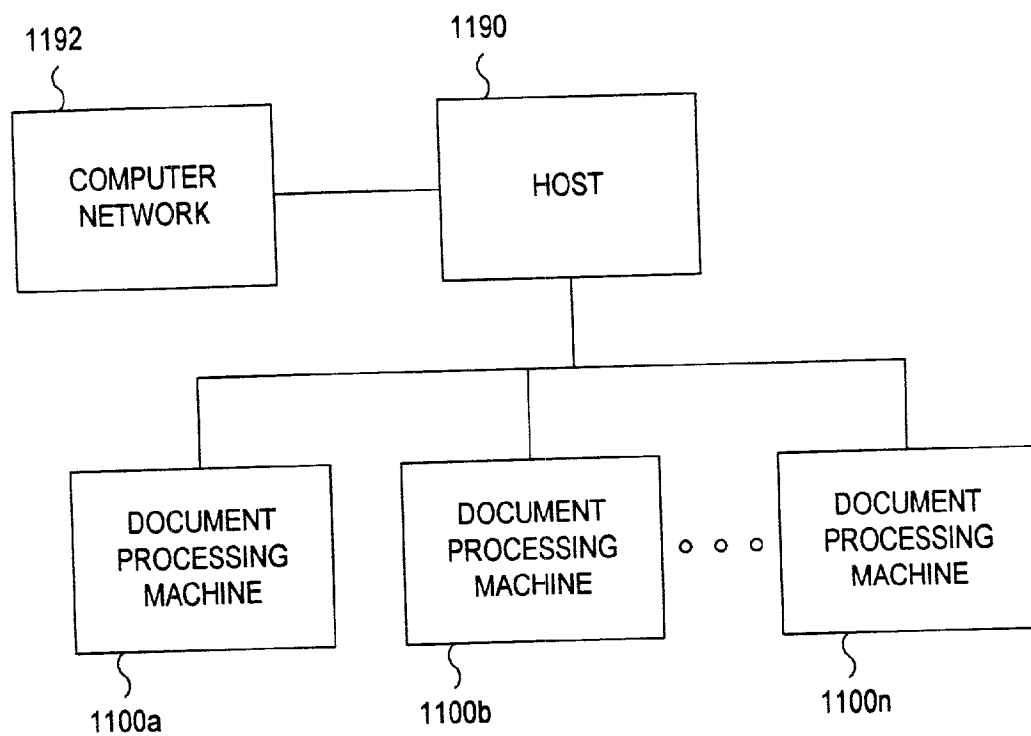 1192
1190
COMPUTER
NETWORK
HOST
DOCUMENT
PROCESSING
MACHINE
DOCUMENT
PROCESSING
MACHINE
DOCUMENT
PROCESSING
MACHINE
1100a
1100b
1100n